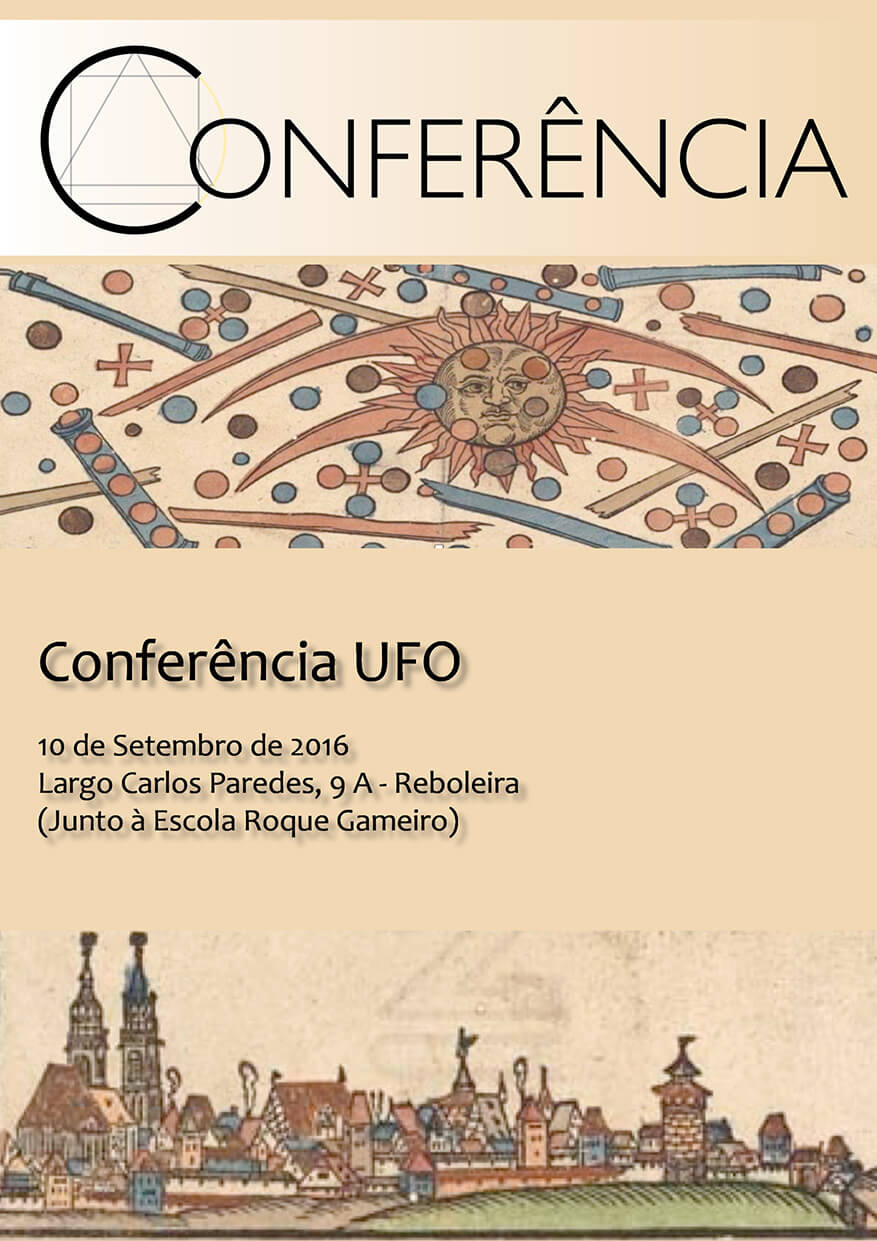 CONFERÊNCIA
Conferência UFO
10 de Setembro de 2016
Largo Carlos Paredes, 9 A - Reboleira
(Junto à Escola Roque Gameiro)